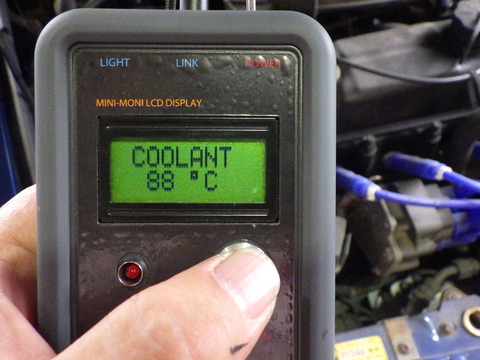 LIGHT LINK POWER
MINI-MONI LCD DISPLAY
COOLANT
88 °C